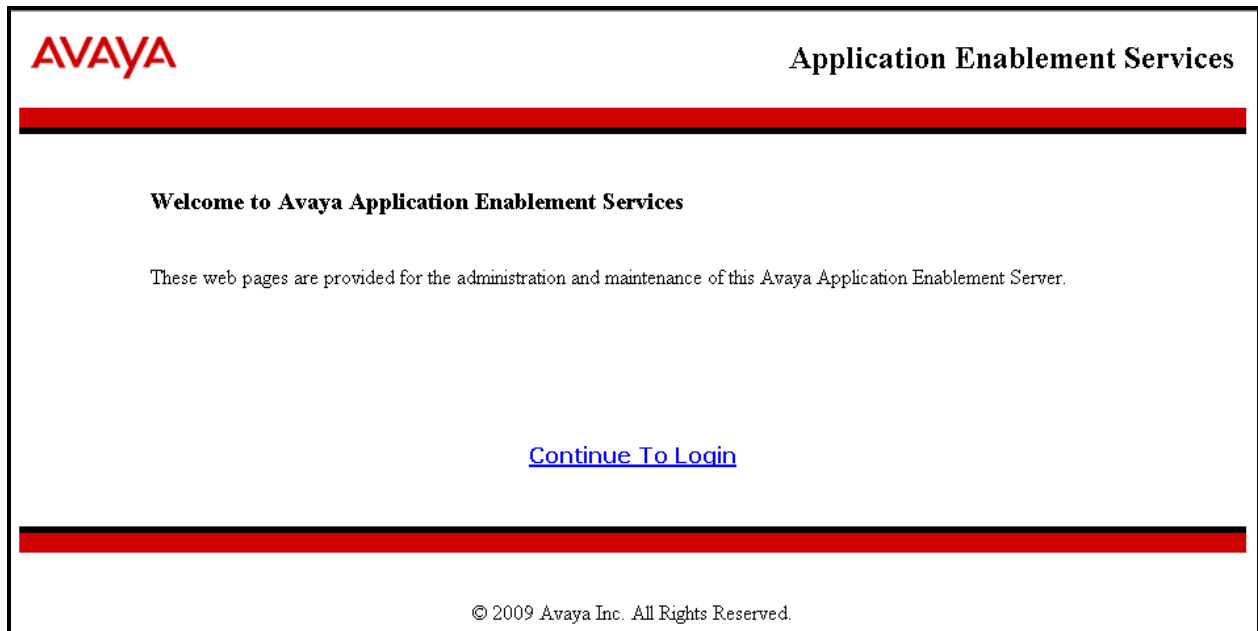 AVAYA
Application Enablement Services
Welcome to Avaya Application Enablement Services
These web pages are provided for the administration and maintenance of this Avaya Application Enablement Server.
Continue To Login
© 2009 Avaya Inc. All Rights Reserved.